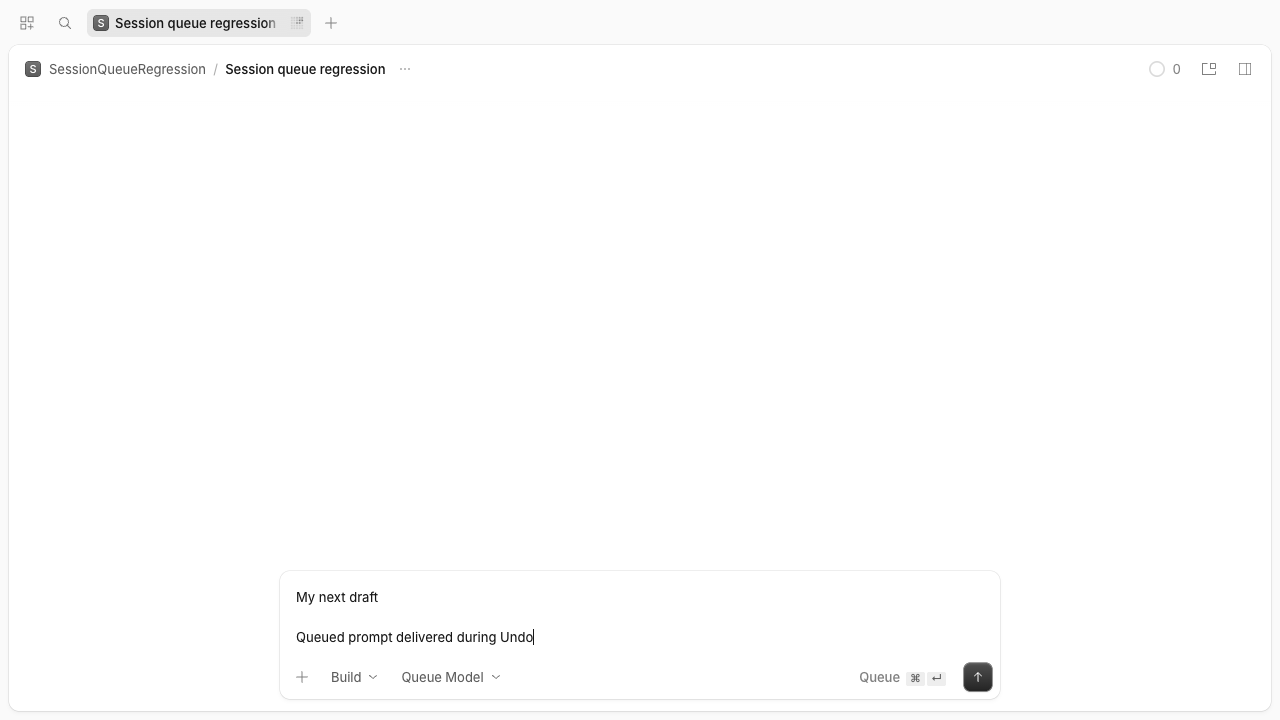 S Session queue regression
S SessionQueueRegression / Session queue regression ···
0
My next draft
Queued prompt delivered during Undo
Build
Queue Model
Queue ⌘ ↵